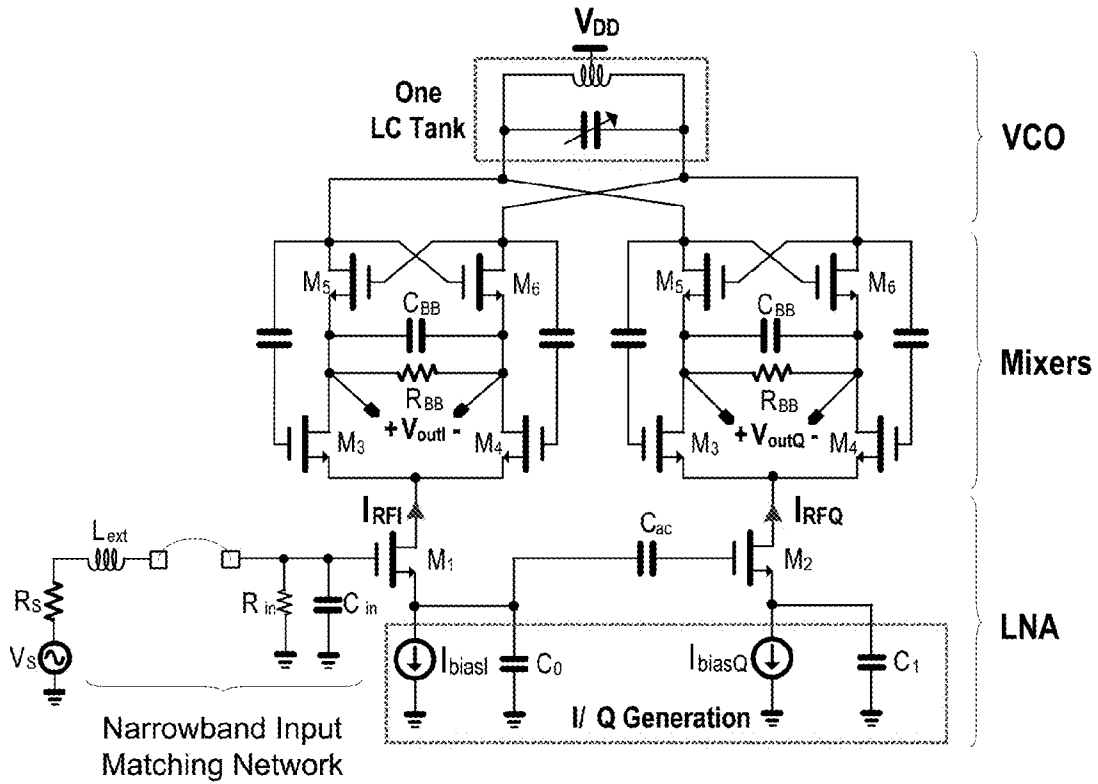 VDD
One
LC Tank
VCO
M5
M6
CBB
RBB
+ VoutI -
M3
M4
M5
M6
CBB
RBB
+ VoutQ -
M3
M4
Mixers
IRFI
IRFQ
Lext
Cac
M1
M2
RS
Rin
Cin
VS
IbiasI
C0
IbiasQ
C1
LNA
I/ Q Generation
Narrowband Input
Matching Network